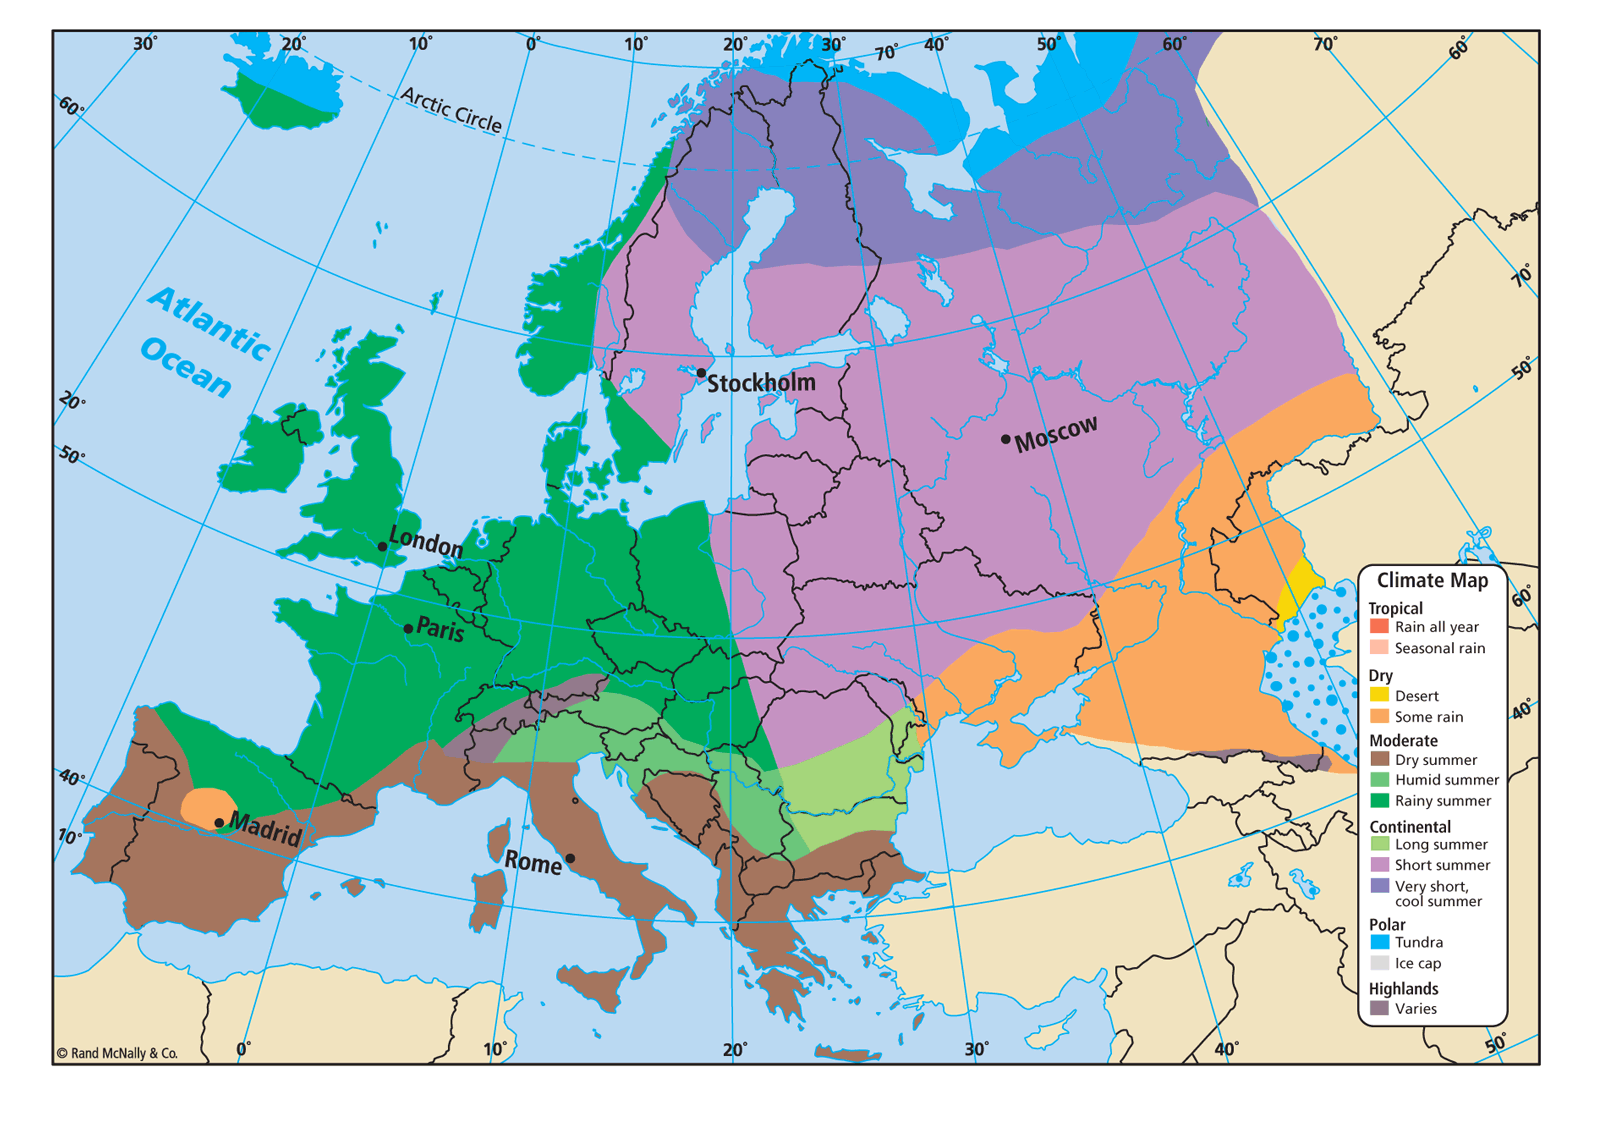 30°
20°
10°
0°
10°
20°
30°
70°
40°
50°
60°
70°
60°
60°
Arctic Circle
70°
Atlantic
Ocean
50°
Stockholm
20°
Moscow
50°
London
Paris
60°
40°
40°
Madrid
10°
Rome
Climate Map
Tropical
Rain all year
Seasonal rain
Dry
Desert
Some rain
Moderate
Dry summer
Humid summer
Rainy summer
Continental
Long summer
Short summer
Very short,
cool summer
Polar
Tundra
Ice cap
Highlands
Varies
© Rand McNally & Co.
0°
10°
20°
30°
40°
50°